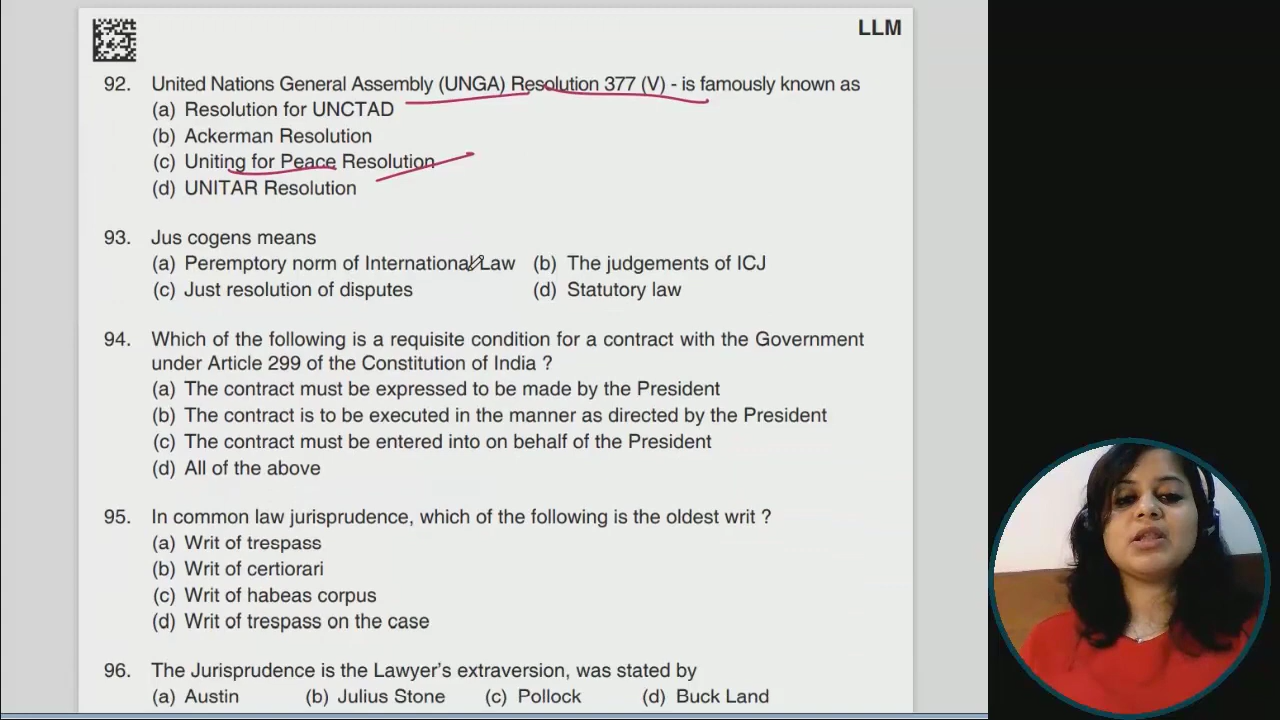 LLM
92. United Nations General Assembly (UNGA) Resolution 377 (V) - is famously known as
(a) Resolution for UNCTAD
(b) Ackerman Resolution
(c) Uniting for Peace Resolution
(d) UNITAR Resolution
93. Jus cogens means
(a) Peremptory norm of International Law (b) The judgements of ICJ
(c) Just resolution of disputes (d) Statutory law
94. Which of the following is a requisite condition for a contract with the Government
under Article 299 of the Constitution of India ?
(a) The contract must be expressed to be made by the President
(b) The contract is to be executed in the manner as directed by the President
(c) The contract must be entered into on behalf of the President
(d) All of the above
95. In common law jurisprudence, which of the following is the oldest writ ?
(a) Writ of trespass
(b) Writ of certiorari
(c) Writ of habeas corpus
(d) Writ of trespass on the case
96. The Jurisprudence is the Lawyer's extraversion, was stated by
(a) Austin (b) Julius Stone (c) Pollock (d) Buck Land